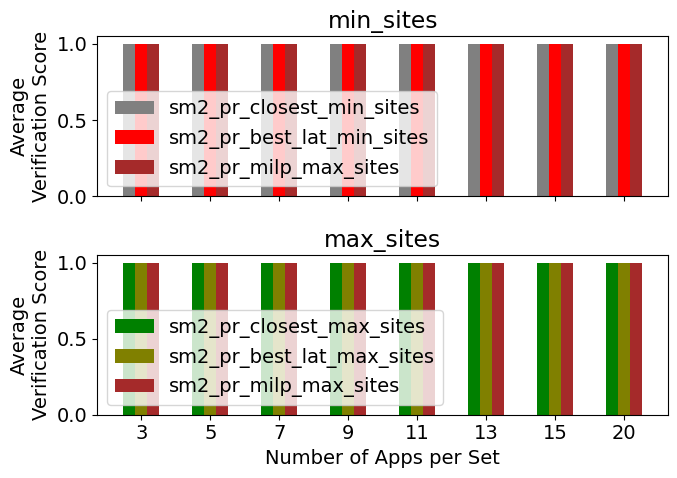 min_sites
Average
Verification Score
1.0
0.5
0.0
sm2_pr_closest_min_sites
sm2_pr_best_lat_min_sites
sm2_pr_milp_max_sites
max_sites
Average
Verification Score
1.0
0.5
0.0
sm2_pr_closest_max_sites
sm2_pr_best_lat_max_sites
sm2_pr_milp_max_sites
3 5 7 9 11 13 15 20
Number of Apps per Set